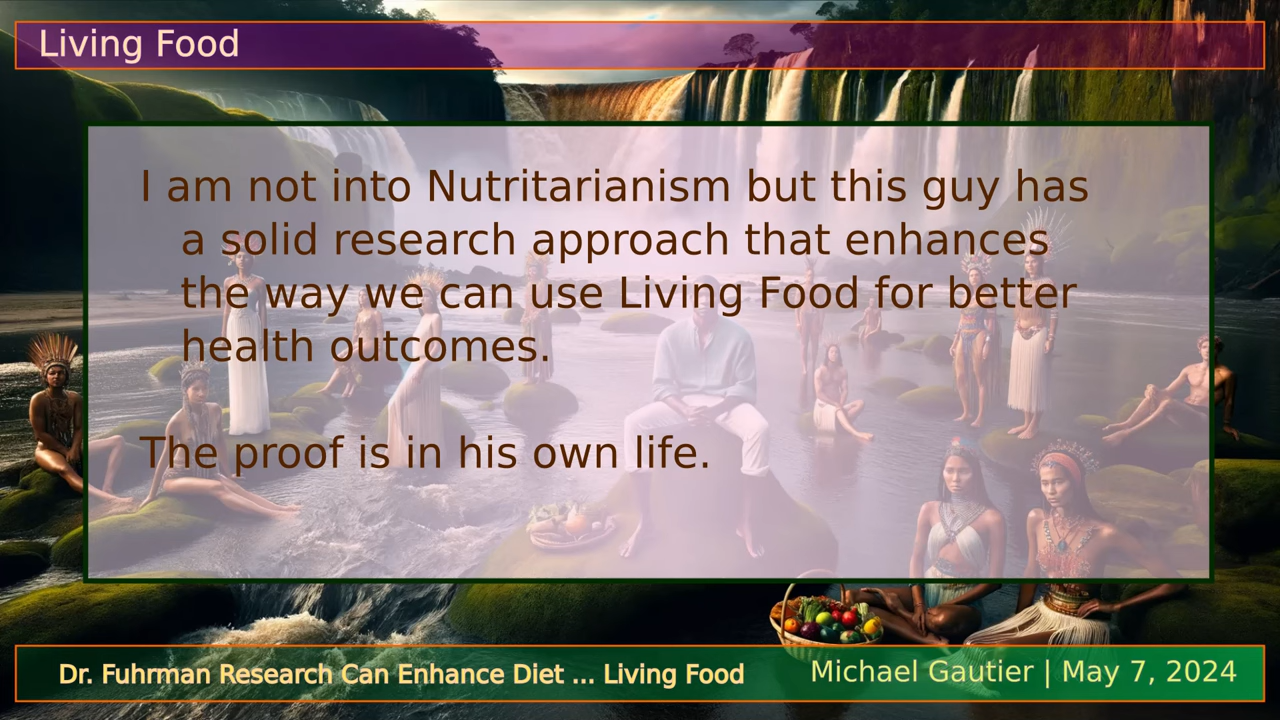 Living Food
I am not into Nutritarianism but this guy has
a solid research approach that enhances
the way we can use Living Food for better
health outcomes.
The proof is in his own life.
Dr. Fuhrman Research Can Enhance Diet ... Living Food
Michael Gautier | May 7, 2024